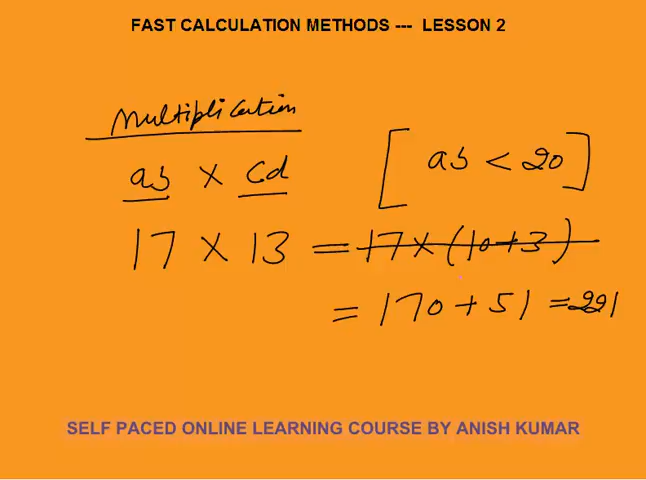 FAST CALCULATION METHODS --- LESSON 2
Multiplication
ab × cd [ab < 20]
17 × 13 = 17 × (10+3)
= 170 + 51 = 221
SELF PACED ONLINE LEARNING COURSE BY ANISH KUMAR